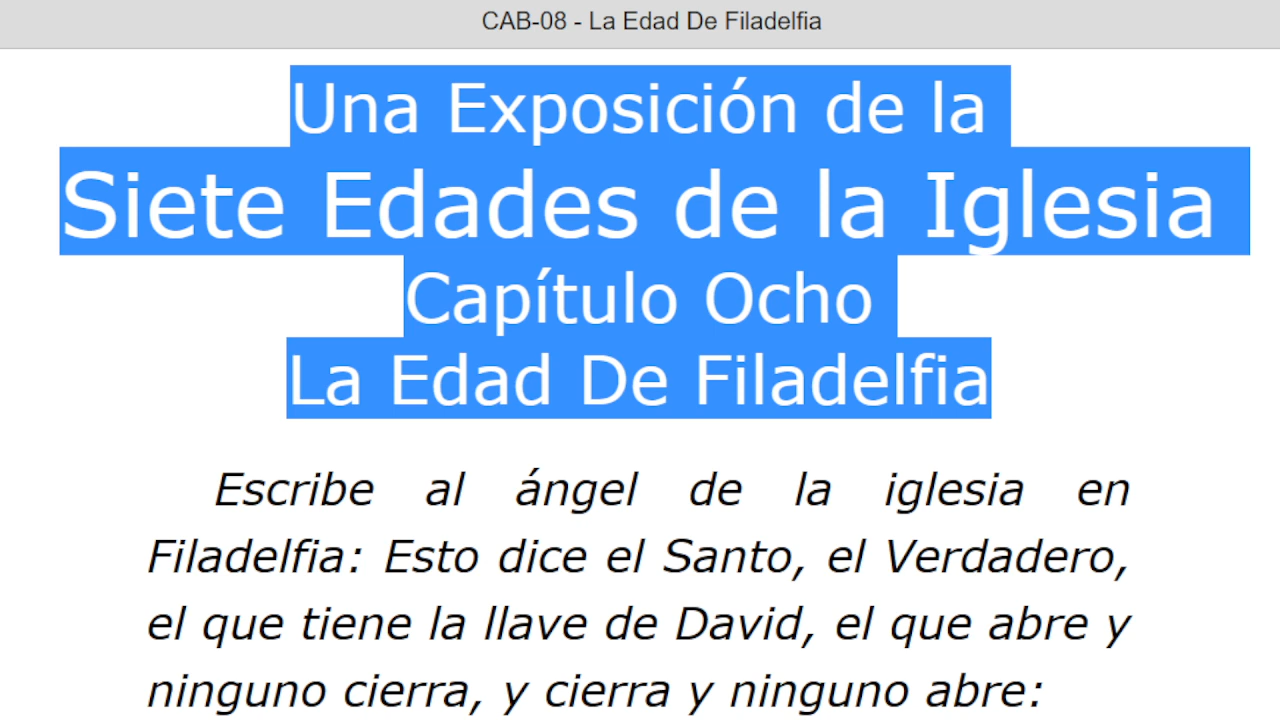 CAB-08 - La Edad De Filadelfia
Una Exposición de la
Siete Edades de la Iglesia
Capítulo Ocho
La Edad De Filadelfia
Escribe al ángel de la iglesia en
Filadelfia: Esto dice el Santo, el Verdadero,
el que tiene la llave de David, el que abre y
ninguno cierra, y cierra y ninguno abre: